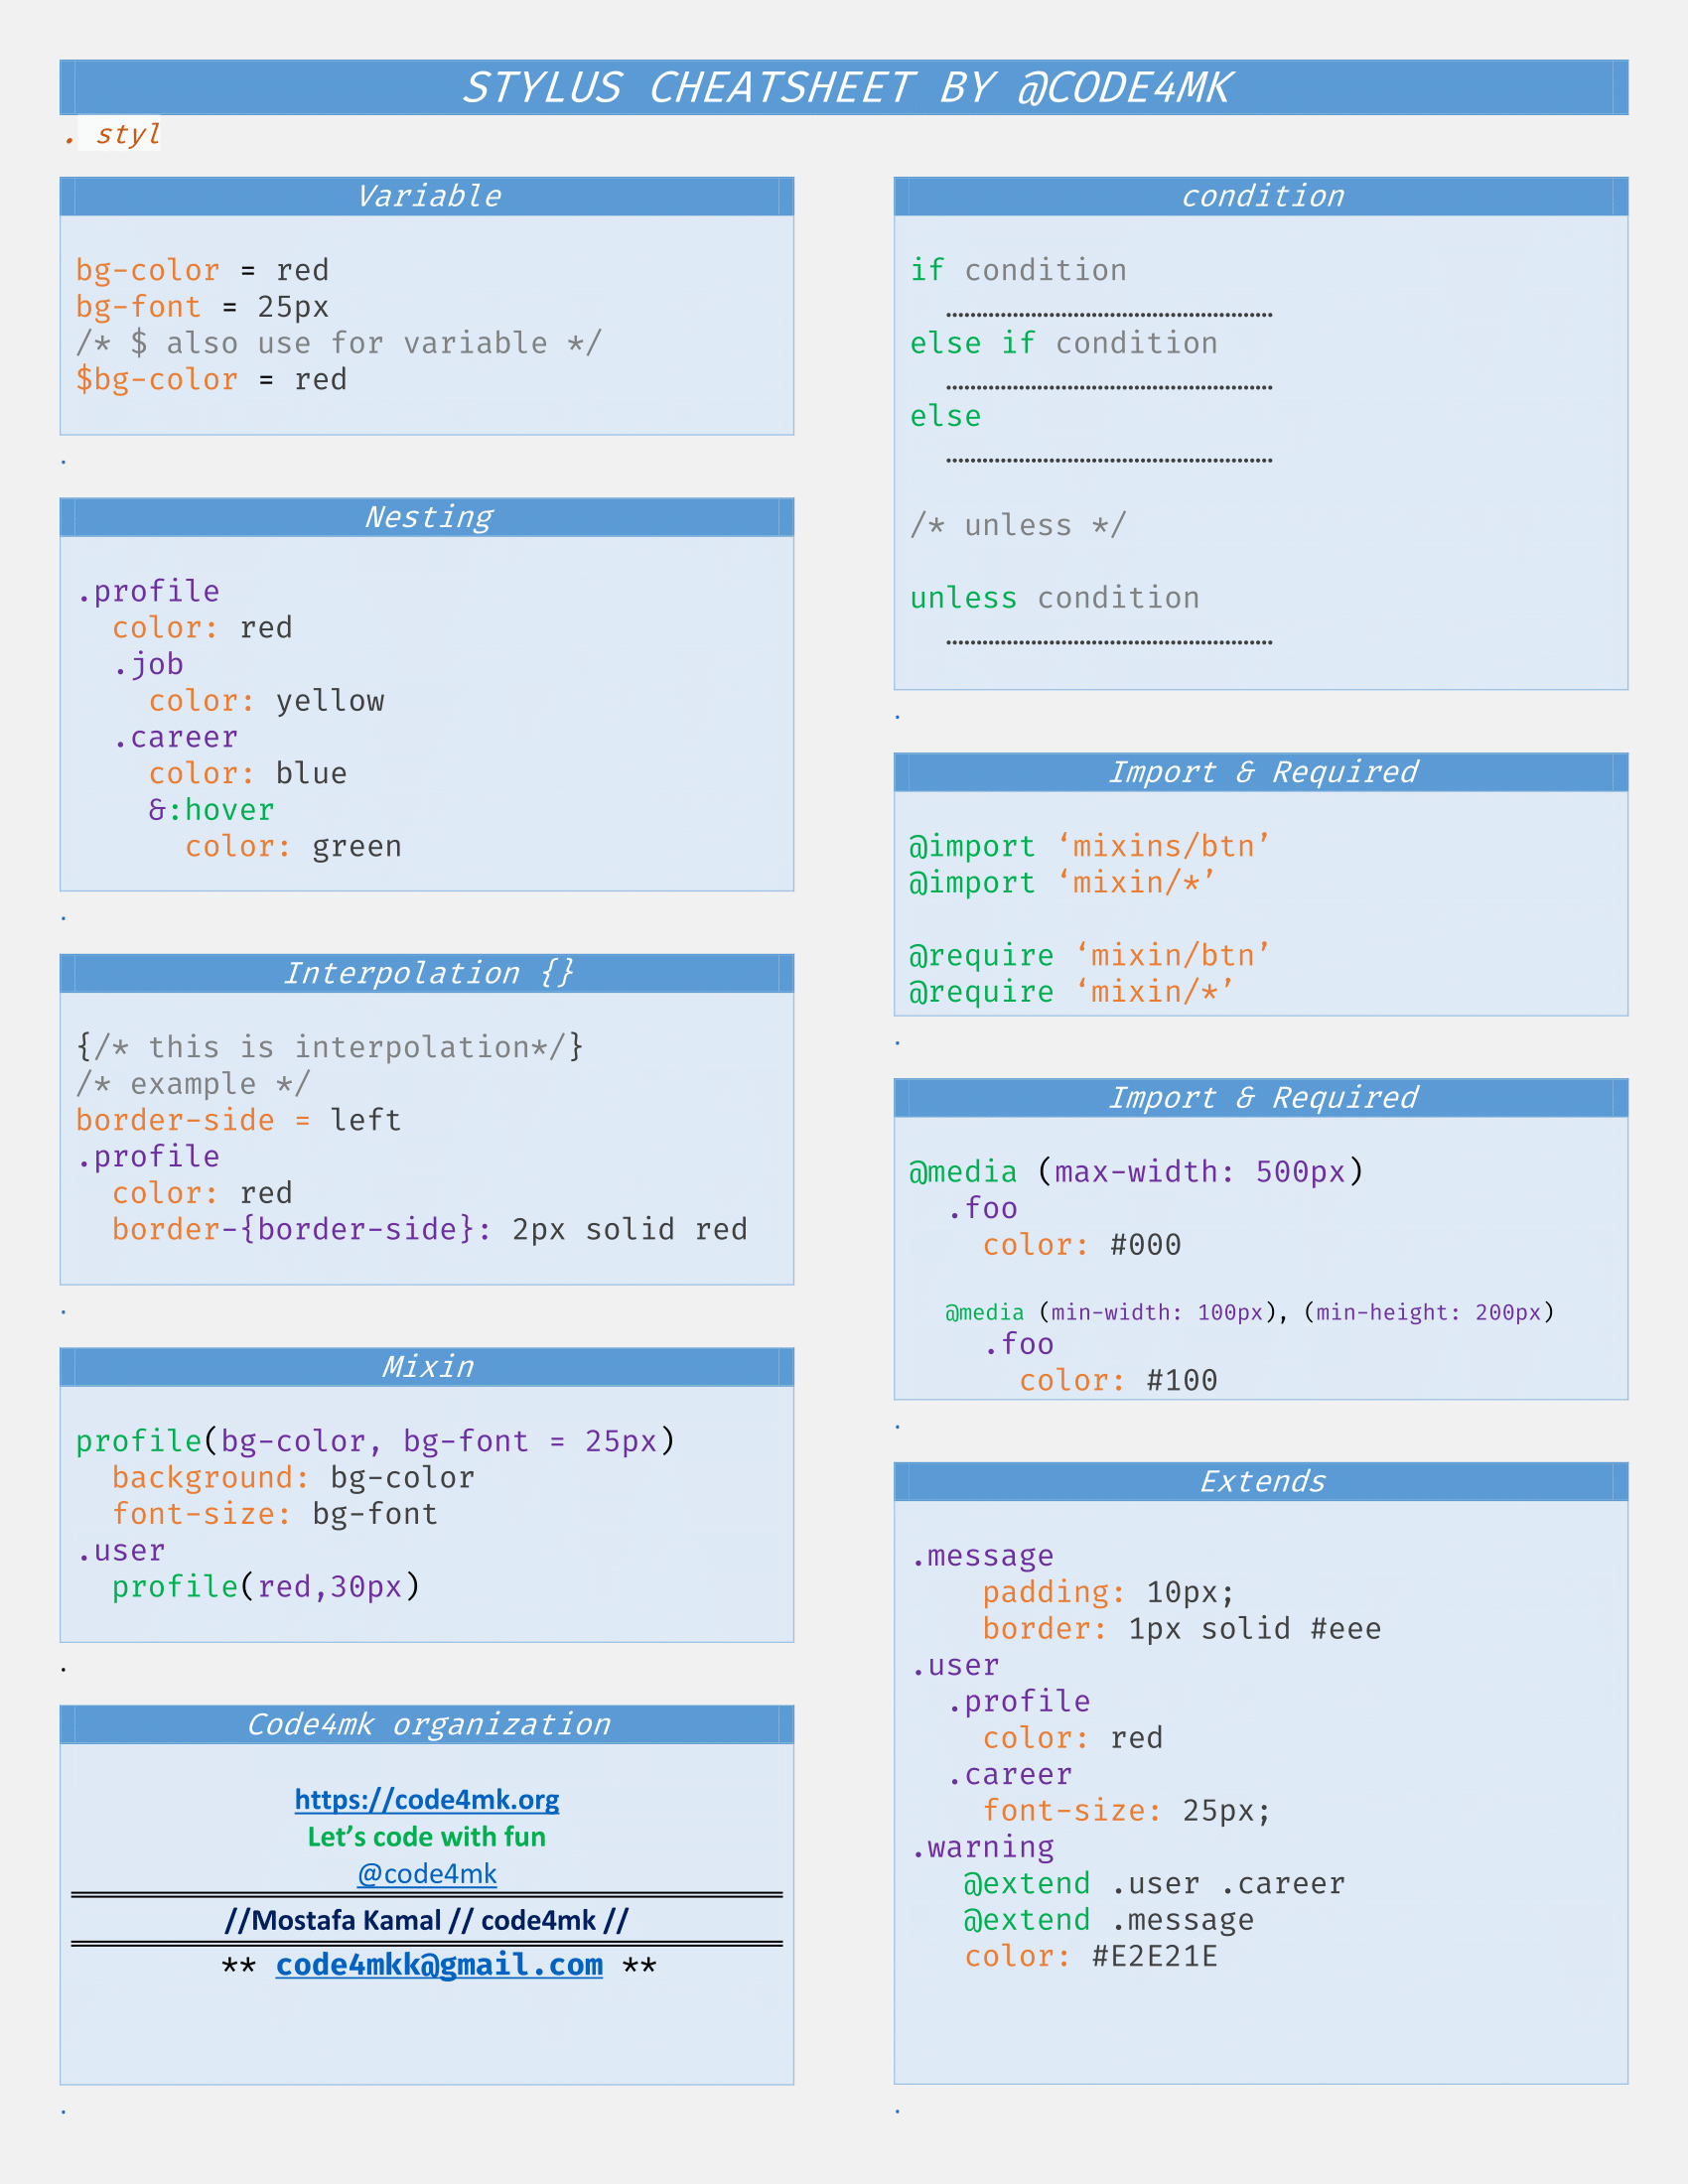 STYLUS CHEATSHEET BY @CODE4MK
. styl
Variable
bg-color = red
bg-font = 25px
/* $ also use for variable */
$bg-color = red
.
Nesting
.profile
  color: red
  .job
    color: yellow
  .career
    color: blue
    &:hover
      color: green
.
Interpolation {}
{/* this is interpolation*/}
/* example */
border-side = left
.profile
  color: red
  border-{border-side}: 2px solid red
.
Mixin
profile(bg-color, bg-font = 25px)
  background: bg-color
  font-size: bg-font
.user
  profile(red,30px)
.
Code4mk organization
https://code4mk.org
Let’s code with fun
@code4mk
//Mostafa Kamal // code4mk //
** code4mkk@gmail.com **
.
condition
if condition
  ……………………………………………………
else if condition
  ……………………………………………………
else
  ……………………………………………………
/* unless */
unless condition
  ……………………………………………………
.
Import & Required
@import ‘mixins/btn’
@import ‘mixin/*’
@require ‘mixin/btn’
@require ‘mixin/*’
.
Import & Required
@media (max-width: 500px)
  .foo
    color: #000
  @media (min-width: 100px), (min-height: 200px)
    .foo
      color: #100
.
Extends
.message
    padding: 10px;
    border: 1px solid #eee
.user
  .profile
    color: red
  .career
    font-size: 25px;
.warning
   @extend .user .career
   @extend .message
   color: #E2E21E
.